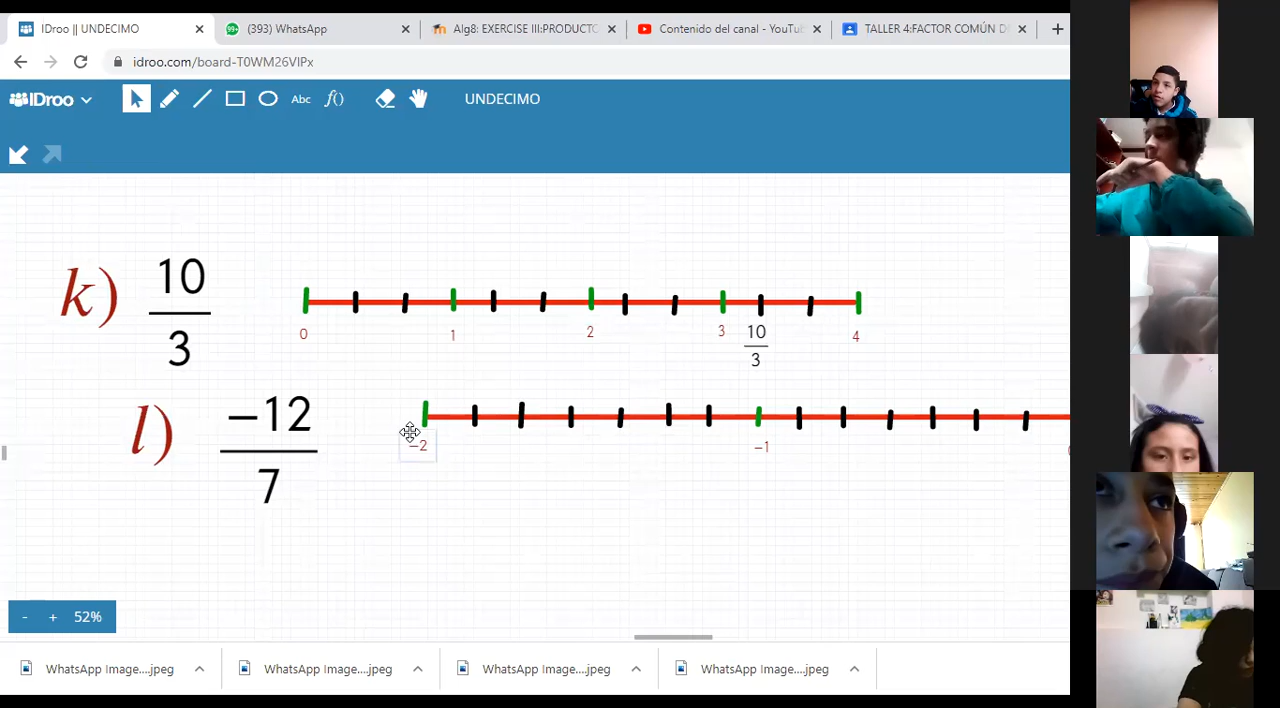 IDroo || UNDECIMO
99+ (393) WhatsApp
Alg8: EXERCISE III:PRODUCTO
Contenido del canal - YouTu
TALLER 4:FACTOR COMÚN D
idroo.com/board-T0WM26VIPx
IDroo
Abc
f()
UNDECIMO
k) 10/3
0 1 2 3 10/3 4
l) −12/7
−2 −1
- + 52%
WhatsApp Image....jpeg
WhatsApp Image....jpeg
WhatsApp Image....jpeg
WhatsApp Image....jpeg